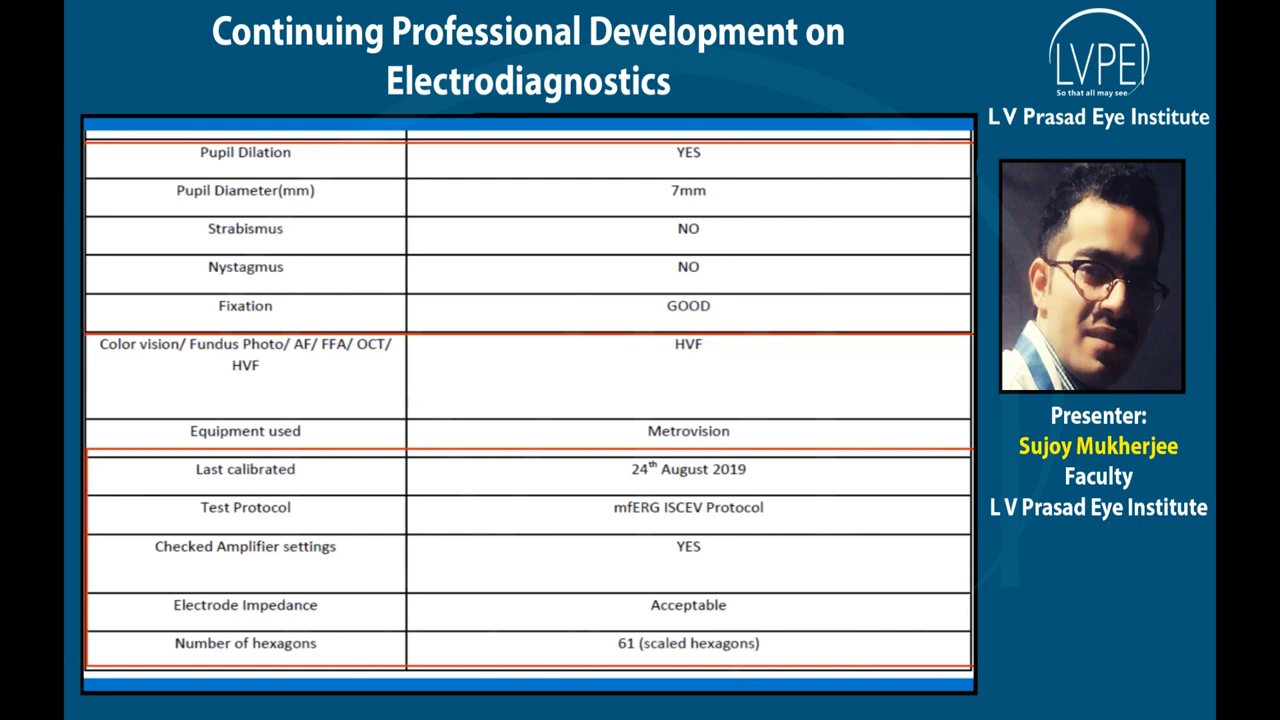 Continuing Professional Development on
Electrodiagnostics
LVPEI
So that all may see
L V Prasad Eye Institute
Pupil Dilation YES
Pupil Diameter(mm) 7mm
Strabismus NO
Nystagmus NO
Fixation GOOD
Color vision/ Fundus Photo/ AF/ FFA/ OCT/ HVF
HVF
Equipment used Metrovision
Last calibrated 24th August 2019
Test Protocol mfERG ISCEV Protocol
Checked Amplifier settings YES
Electrode Impedance Acceptable
Number of hexagons 61 (scaled hexagons)
Presenter:
Sujoy Mukherjee
Faculty
L V Prasad Eye Institute